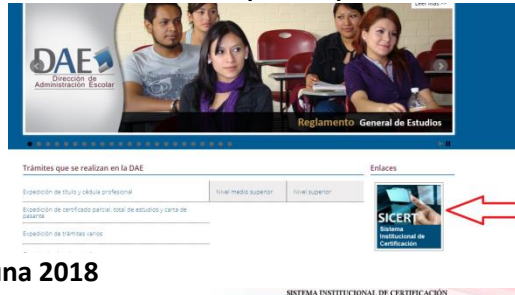 Leer más >>
DAE
Dirección de
Administración Escolar
Reglamento General de Estudios
Trámites que se realizan en la DAE
Enlaces
Expedición de título y cédula profesional
Nivel medio superior
Nivel superior
Expedición de certificado parcial, total de estudios y carta de
pasante
Expedición de trámites varios
SICERT
Sistema
Institucional de
Certificación
una 2018
SISTEMA INSTITUCIONAL DE CERTIFICACIÓN